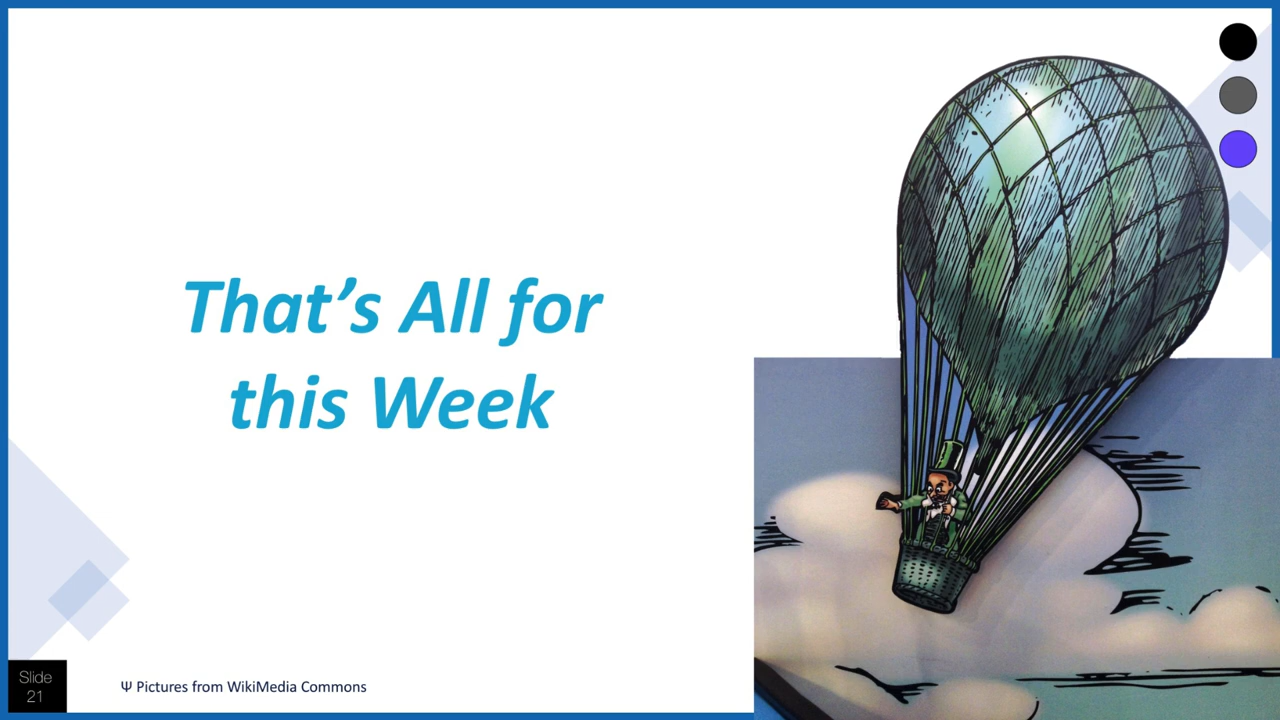 That’s All for
this Week
Slide
21
Ψ Pictures from WikiMedia Commons